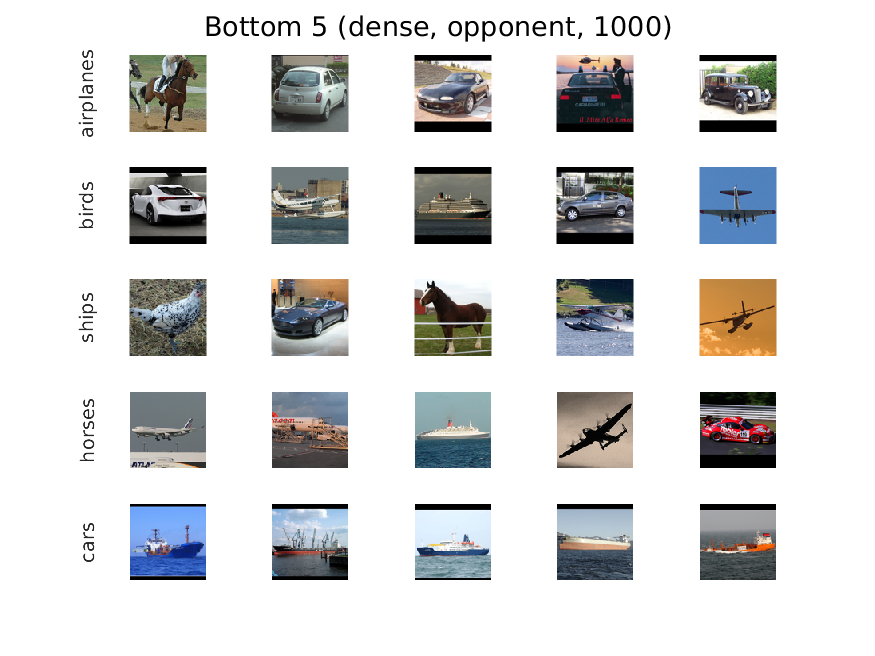 Bottom 5 (dense, opponent, 1000)
airplanes
birds
ships
horses
cars